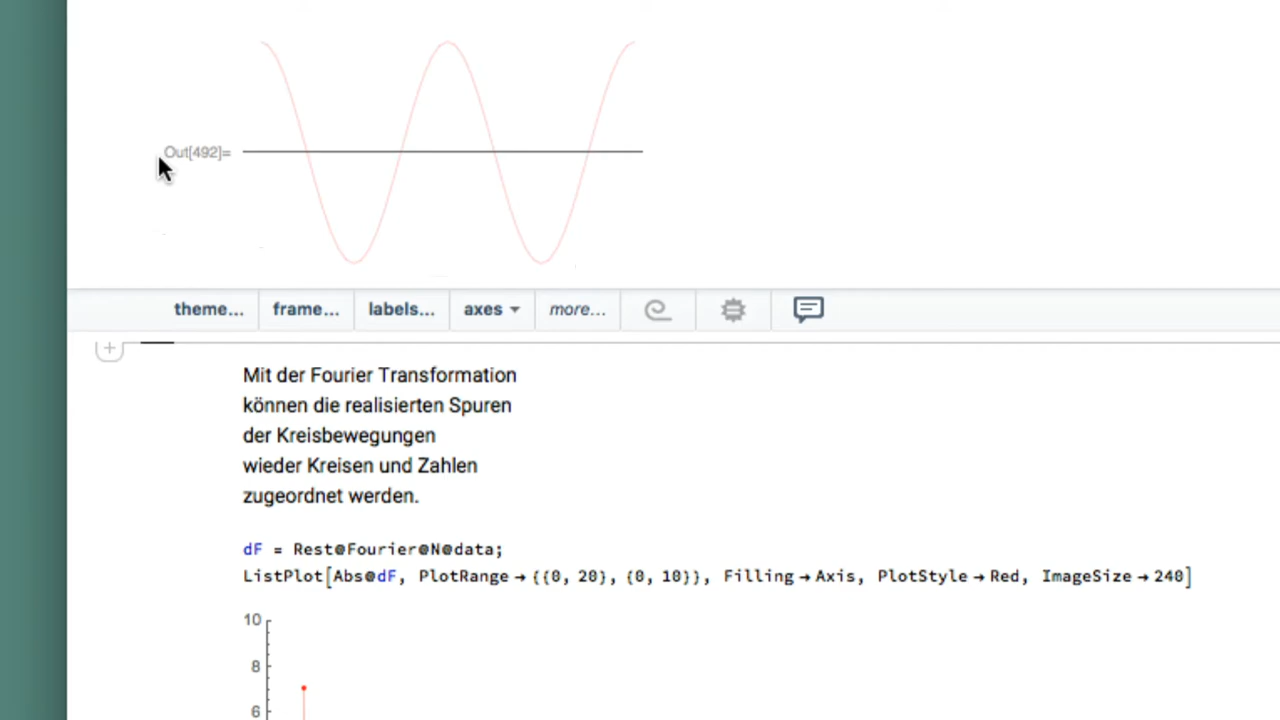 Out[492]=
theme... frame... labels... axes more...
Mit der Fourier Transformation
können die realisierten Spuren
der Kreisbewegungen
wieder Kreisen und Zahlen
zugeordnet werden.
dF = Rest@Fourier@N@data;
ListPlot[Abs@dF, PlotRange → {{0, 20}, {0, 10}}, Filling → Axis, PlotStyle → Red, ImageSize → 240]
10
8
6